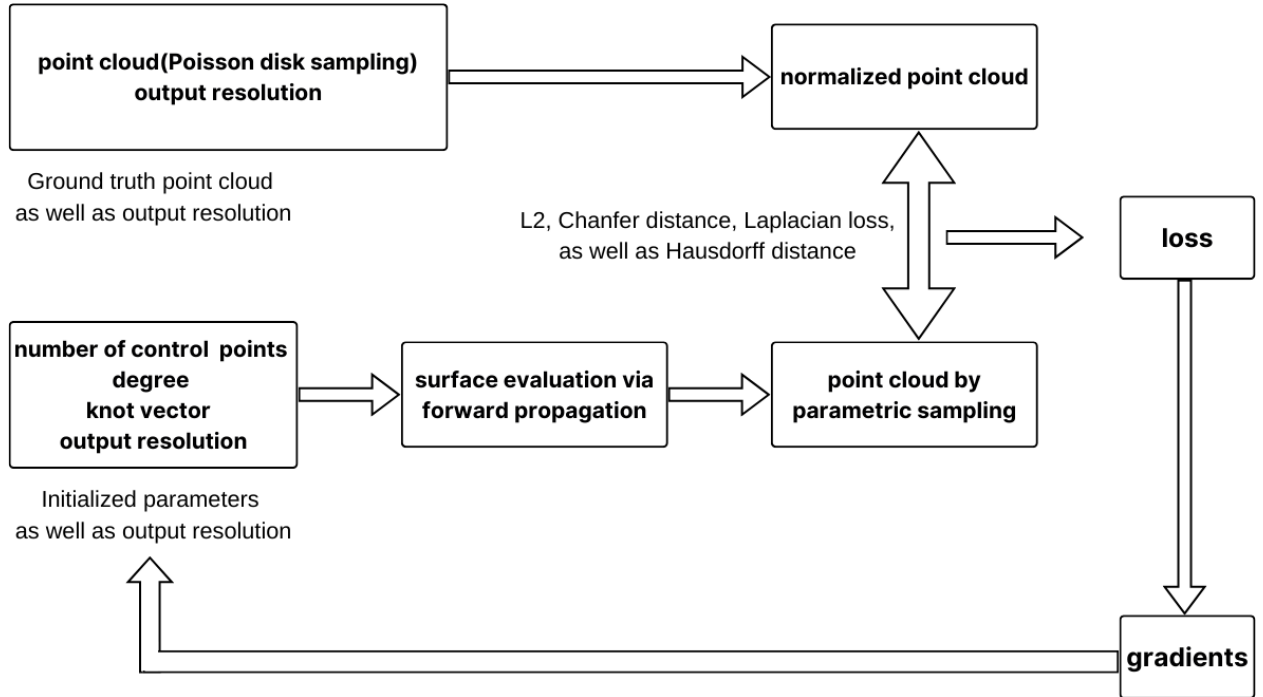 point cloud(Poisson disk sampling)
output resolution
normalized point cloud
Ground truth point cloud
as well as output resolution
L2, Chanfer distance, Laplacian loss,
as well as Hausdorff distance
loss
number of control points
degree
knot vector
output resolution
surface evaluation via
forward propagation
point cloud by
parametric sampling
Initialized parameters
as well as output resolution
gradients